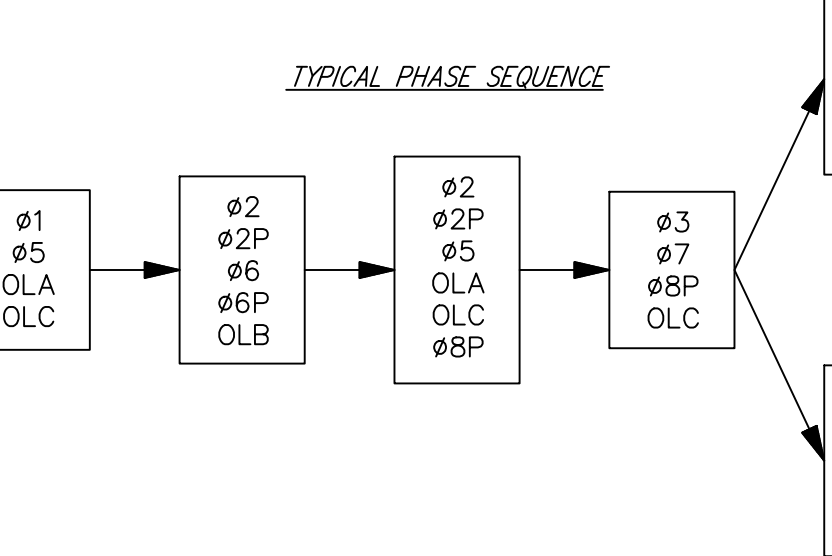 TYPICAL PHASE SEQUENCE
ø1
ø5
OLA
OLC
ø2
ø2P
ø6
ø6P
OLB
ø2
ø2P
ø5
OLA
OLC
ø8P
ø3
ø7
ø8P
OLC